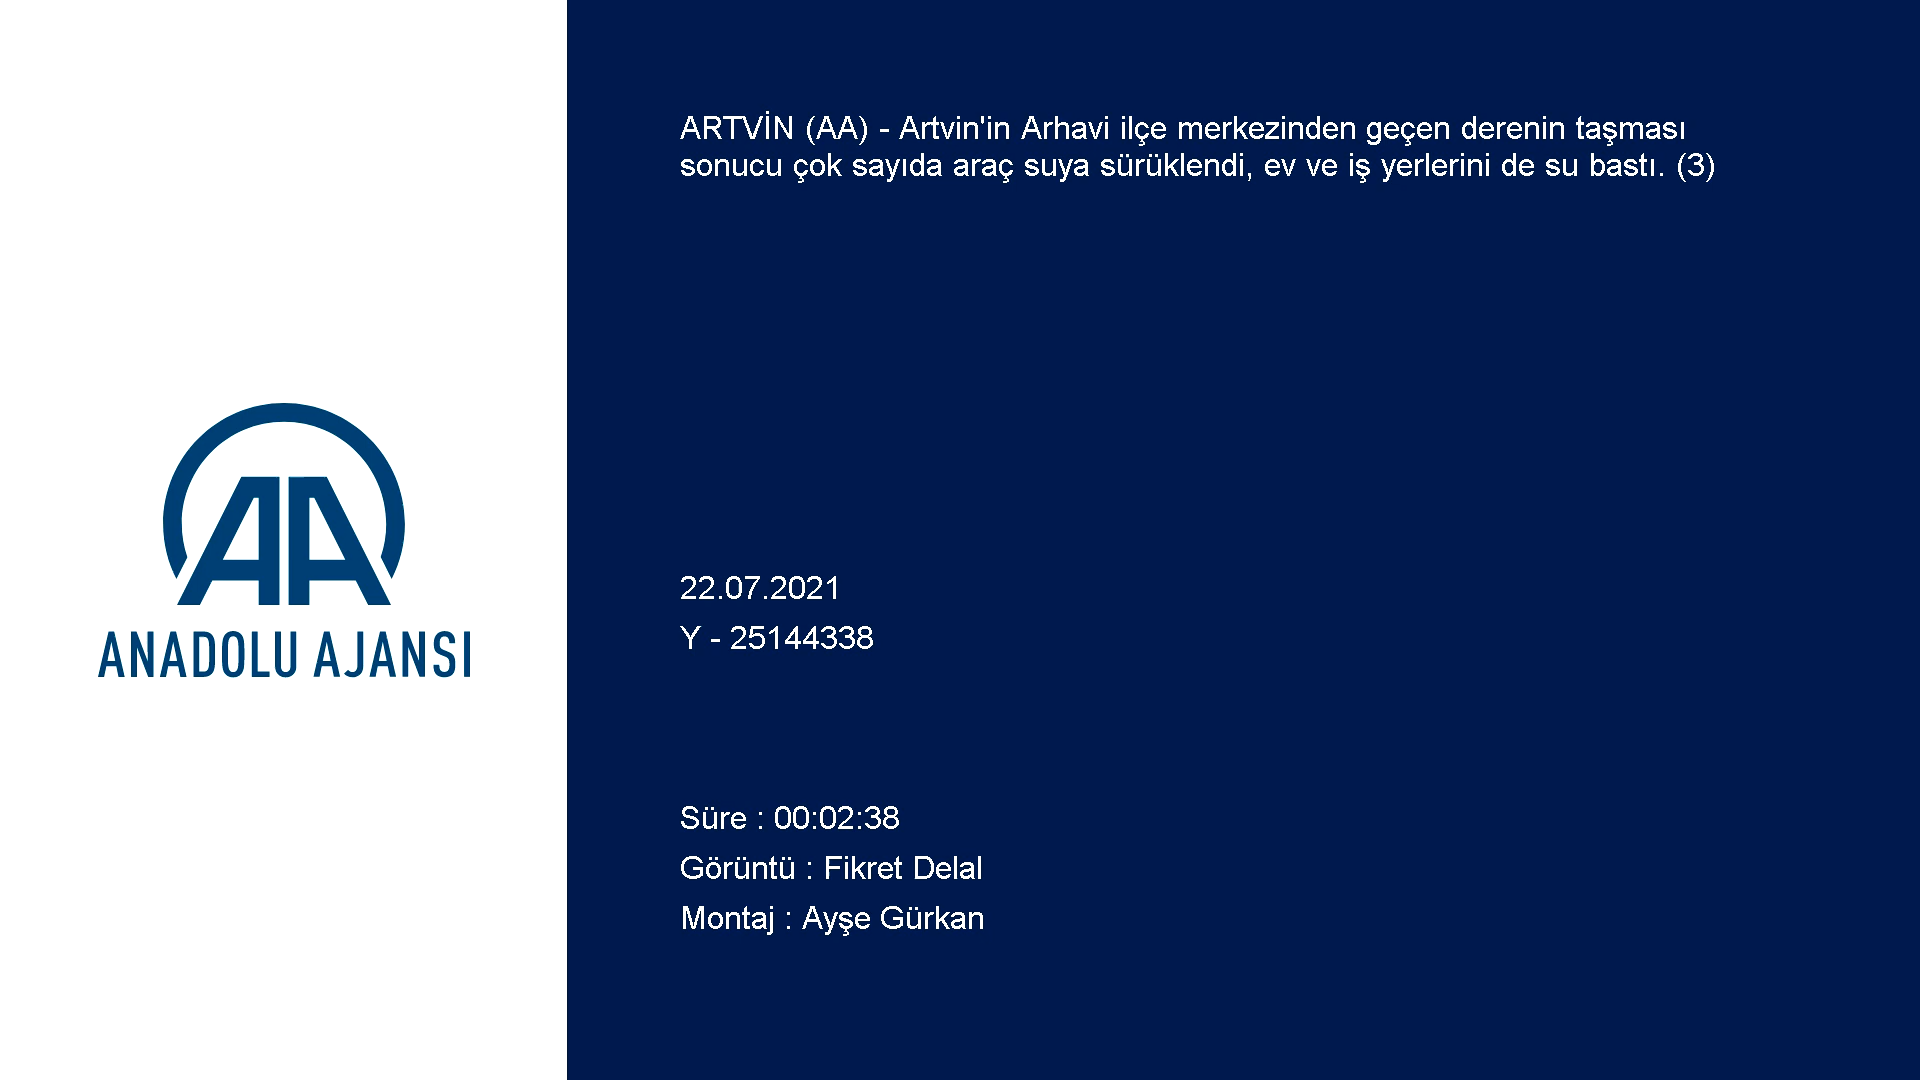 ARTVİN (AA) - Artvin'in Arhavi ilçe merkezinden geçen derenin taşması
sonucu çok sayıda araç suya sürüklendi, ev ve iş yerlerini de su bastı. (3)
AA
ANADOLU AJANSI
22.07.2021
Y - 25144338
Süre : 00:02:38
Görüntü : Fikret Delal
Montaj : Ayşe Gürkan